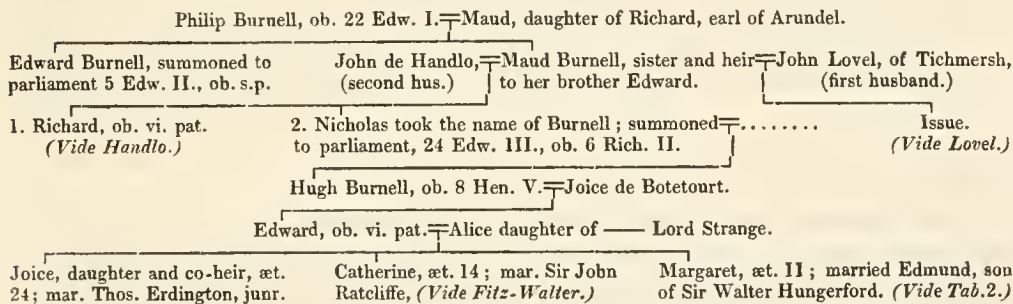 Philip Burnell, ob. 22 Edw. I.=Maud, daughter of Richard, earl of Arundel.
Edward Burnell, summoned to parliament 5 Edw. II., ob. s.p.
John de Handlo,=Maud Burnell, sister and heir=John Lovel, of Tichmersh,
(second hus.) to her brother Edward. (first husband.)
1. Richard, ob. vi. pat.
(Vide Handlo.)
2. Nicholas took the name of Burnell ; summoned=........
to parliament, 24 Edw. III., ob. 6 Rich. II.
Issue.
(Vide Lovel.)
Hugh Burnell, ob. 8 Hen. V.=Joice de Botetourt.
Edward, ob. vi. pat.=Alice daughter of —— Lord Strange.
Joice, daughter and co-heir, æt.
24; mar. Thos. Erdington, junr.
Catherine, æt. 14 ; mar. Sir John
Ratcliffe, (Vide Fitz-Walter.)
Margaret, æt. 11 ; married Edmund, son
of Sir Walter Hungerford. (Vide Tab.2.)